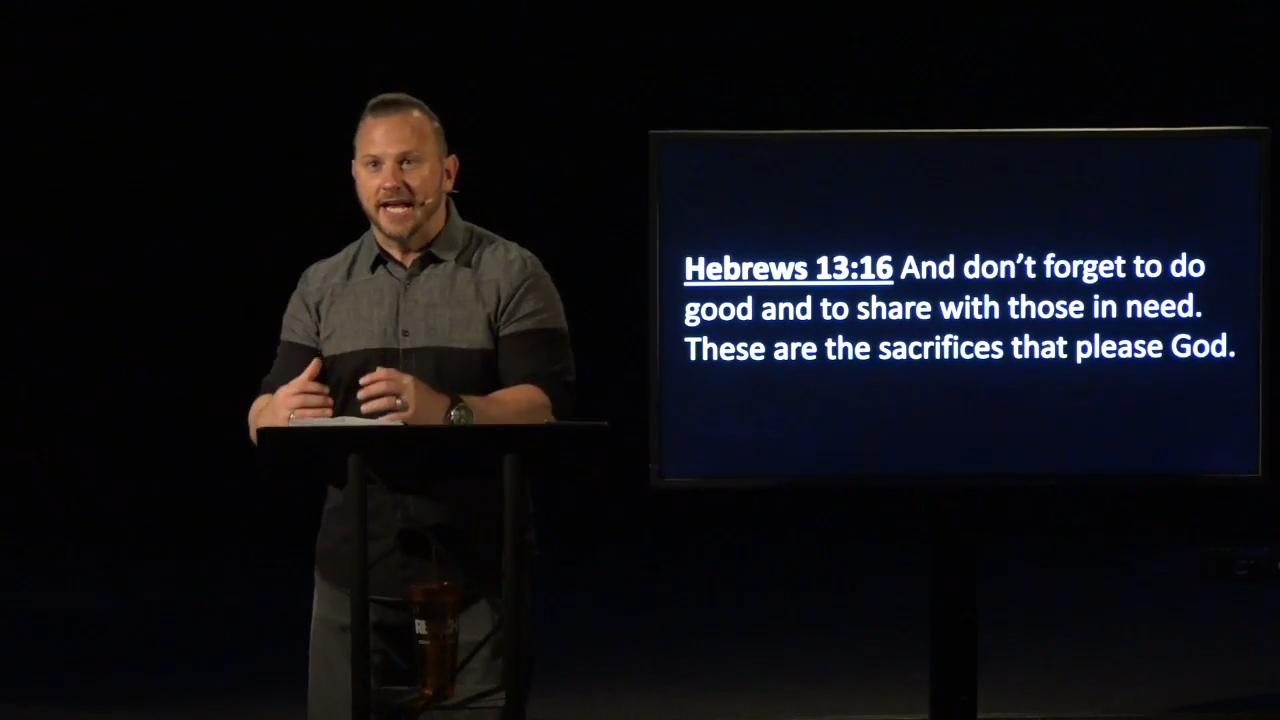 Hebrews 13:16 And don't forget to do
good and to share with those in need.
These are the sacrifices that please God.